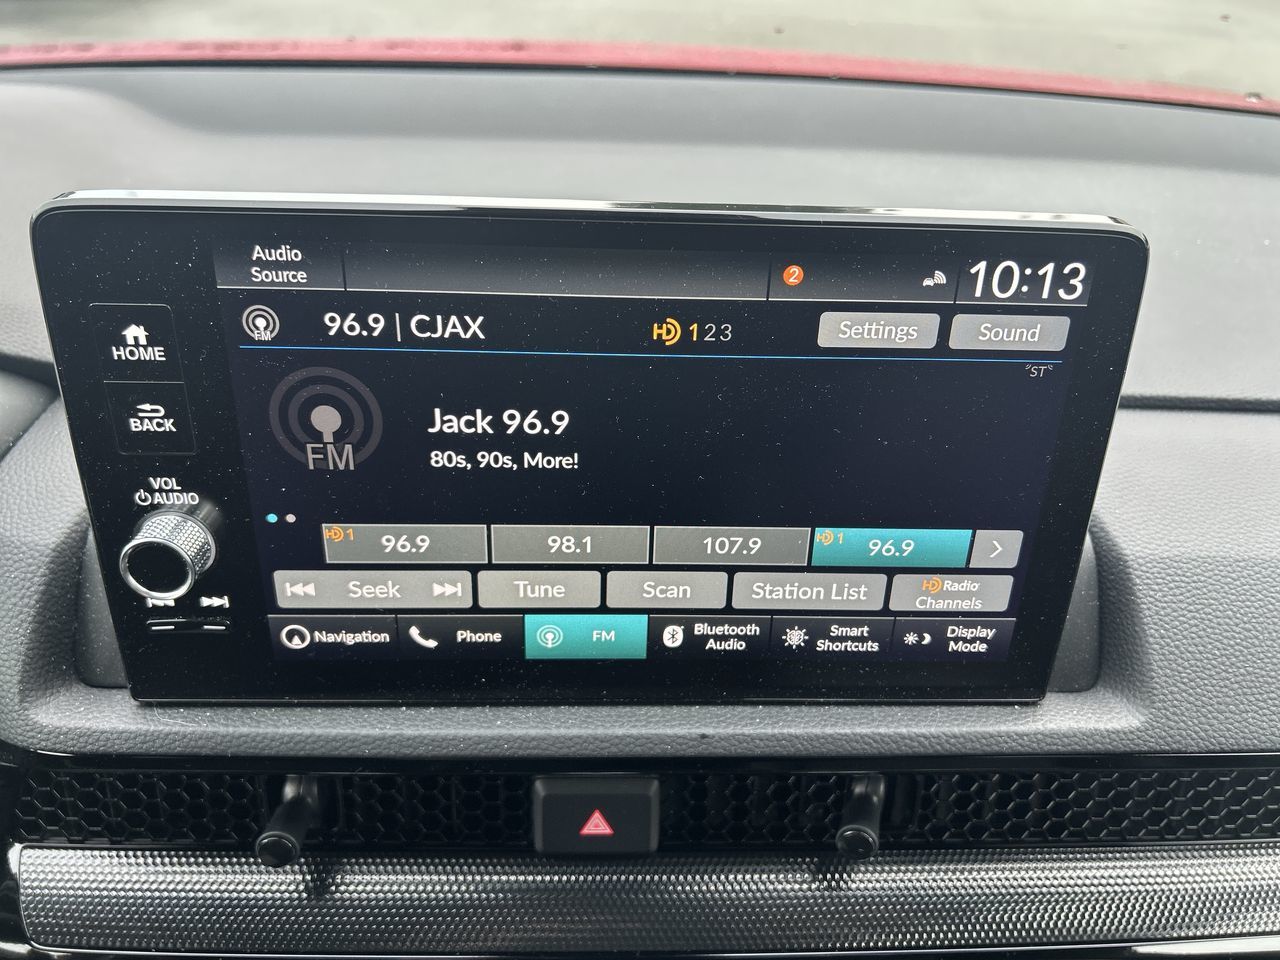 Audio
Source
2
10:13
FM
96.9 | CJAX
HD 1 2 3
Settings
Sound
ST
HOME
BACK
VOL
AUDIO
FM
Jack 96.9
80s, 90s, More!
HD 1 96.9
98.1
107.9
HD 1 96.9
Seek
Tune
Scan
Station List
HD Radio
Channels
Navigation
Phone
FM
Bluetooth
Audio
Smart
Shortcuts
Display
Mode